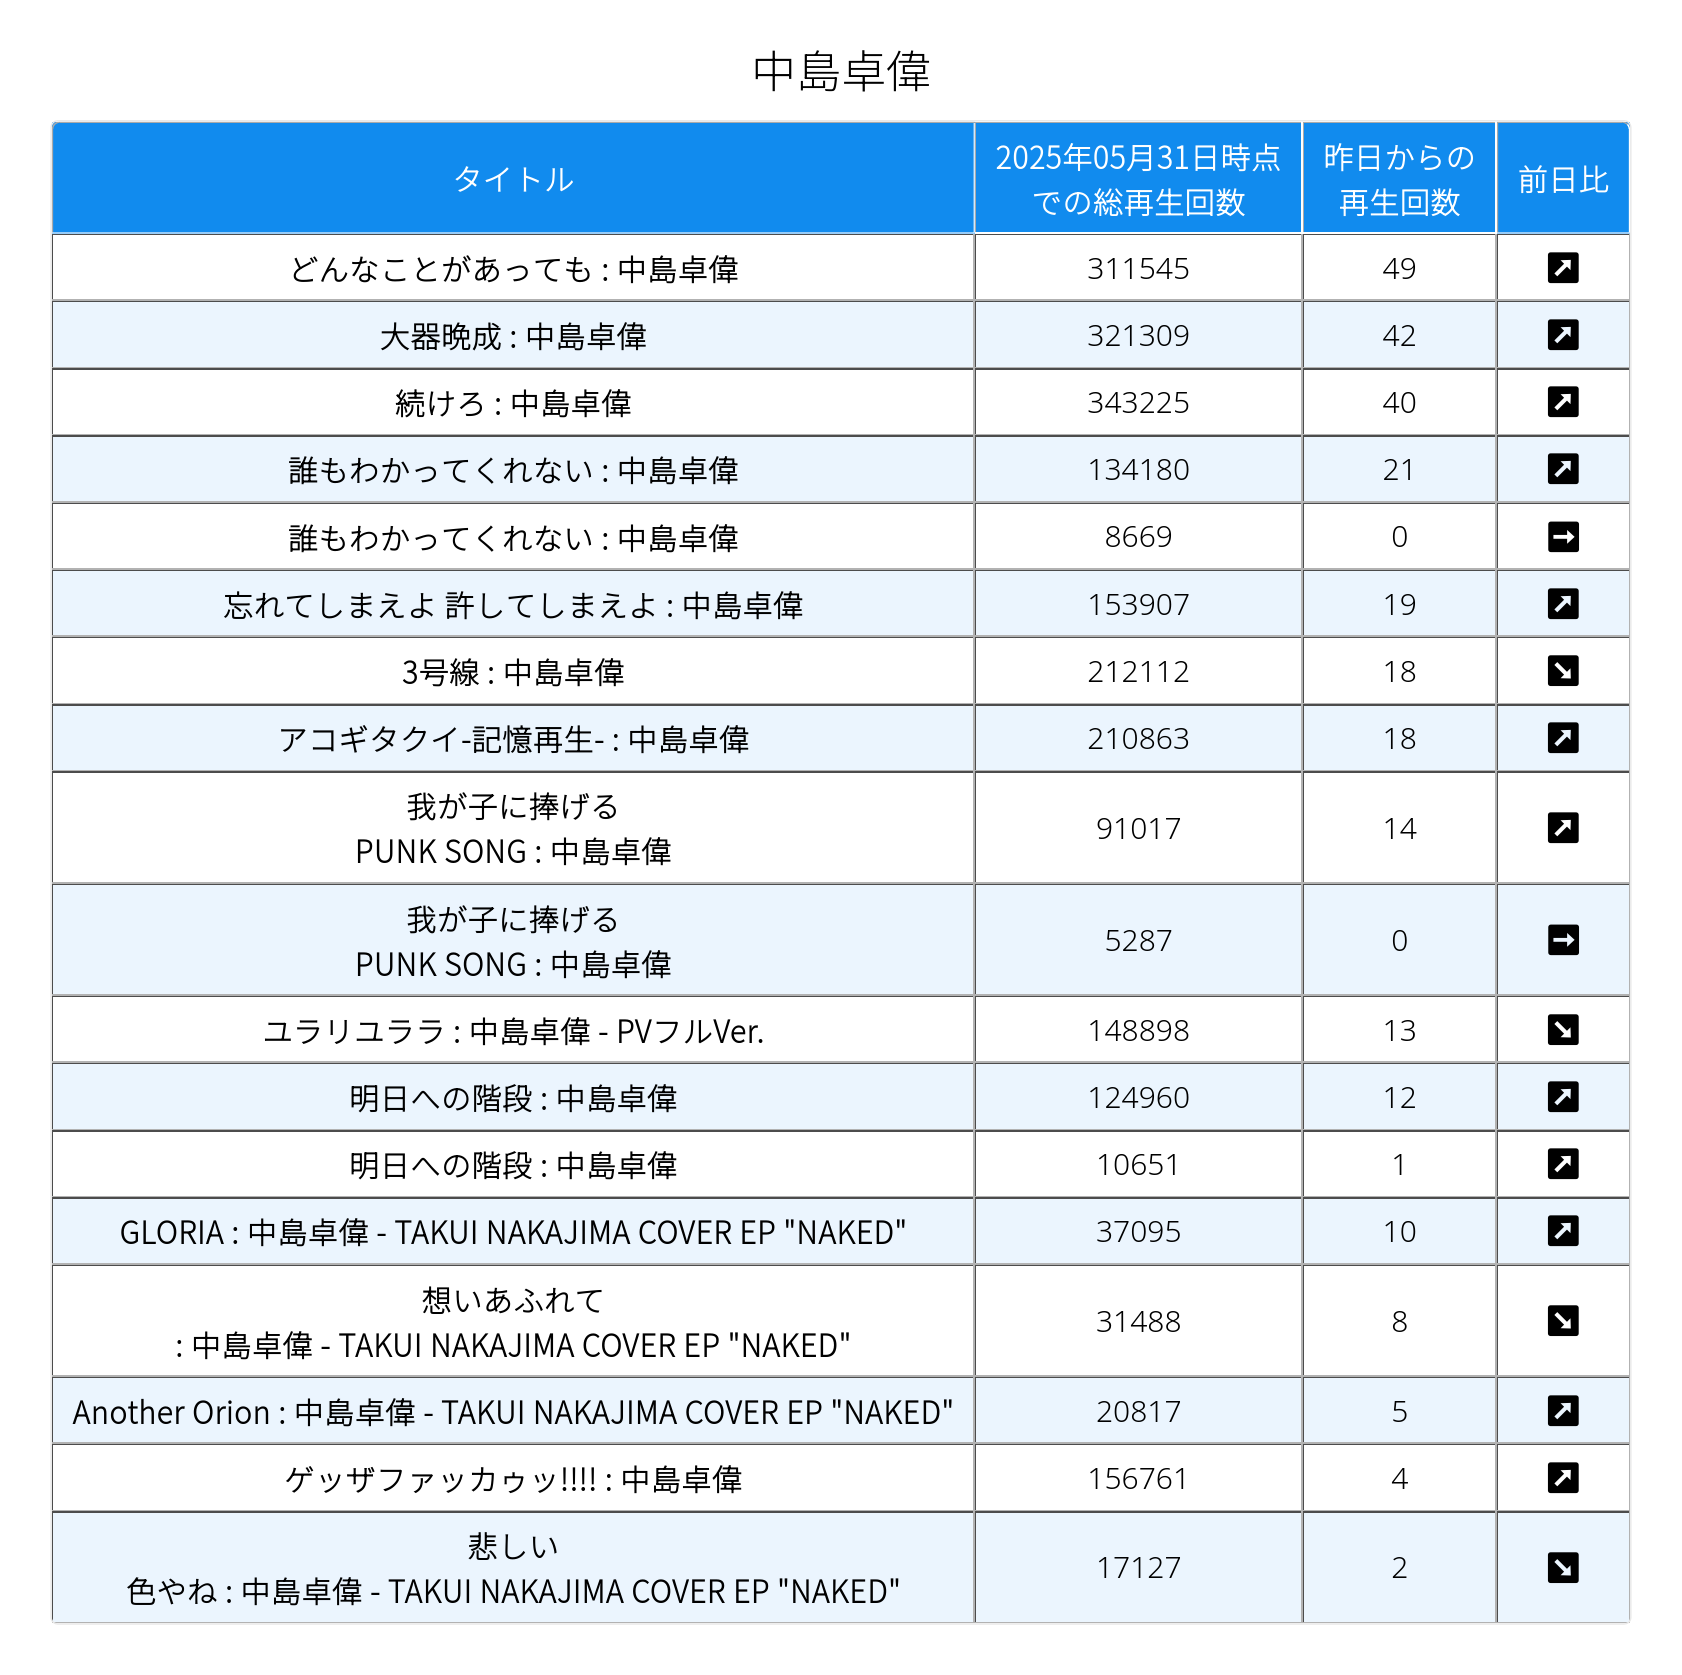 中島卓偉
タイトル
2025年05月31日時点
での総再生回数
昨日からの
再生回数
前日比
どんなことがあっても : 中島卓偉 311545 49 ↗
大器晩成 : 中島卓偉 321309 42 ↗
続けろ : 中島卓偉 343225 40 ↗
誰もわかってくれない : 中島卓偉 134180 21 ↗
誰もわかってくれない : 中島卓偉 8669 0 →
忘れてしまえよ 許してしまえよ : 中島卓偉 153907 19 ↗
3号線 : 中島卓偉 212112 18 ↘
アコギタクイ-記憶再生- : 中島卓偉 210863 18 ↗
我が子に捧げる
PUNK SONG : 中島卓偉 91017 14 ↗
我が子に捧げる
PUNK SONG : 中島卓偉 5287 0 →
ユラリユララ : 中島卓偉 - PVフルVer. 148898 13 ↘
明日への階段 : 中島卓偉 124960 12 ↗
明日への階段 : 中島卓偉 10651 1 ↗
GLORIA : 中島卓偉 - TAKUI NAKAJIMA COVER EP "NAKED" 37095 10 ↗
想いあふれて
: 中島卓偉 - TAKUI NAKAJIMA COVER EP "NAKED" 31488 8 ↘
Another Orion : 中島卓偉 - TAKUI NAKAJIMA COVER EP "NAKED" 20817 5 ↗
ゲッザファッカゥッ!!!! : 中島卓偉 156761 4 ↗
悲しい
色やね : 中島卓偉 - TAKUI NAKAJIMA COVER EP "NAKED" 17127 2 ↘